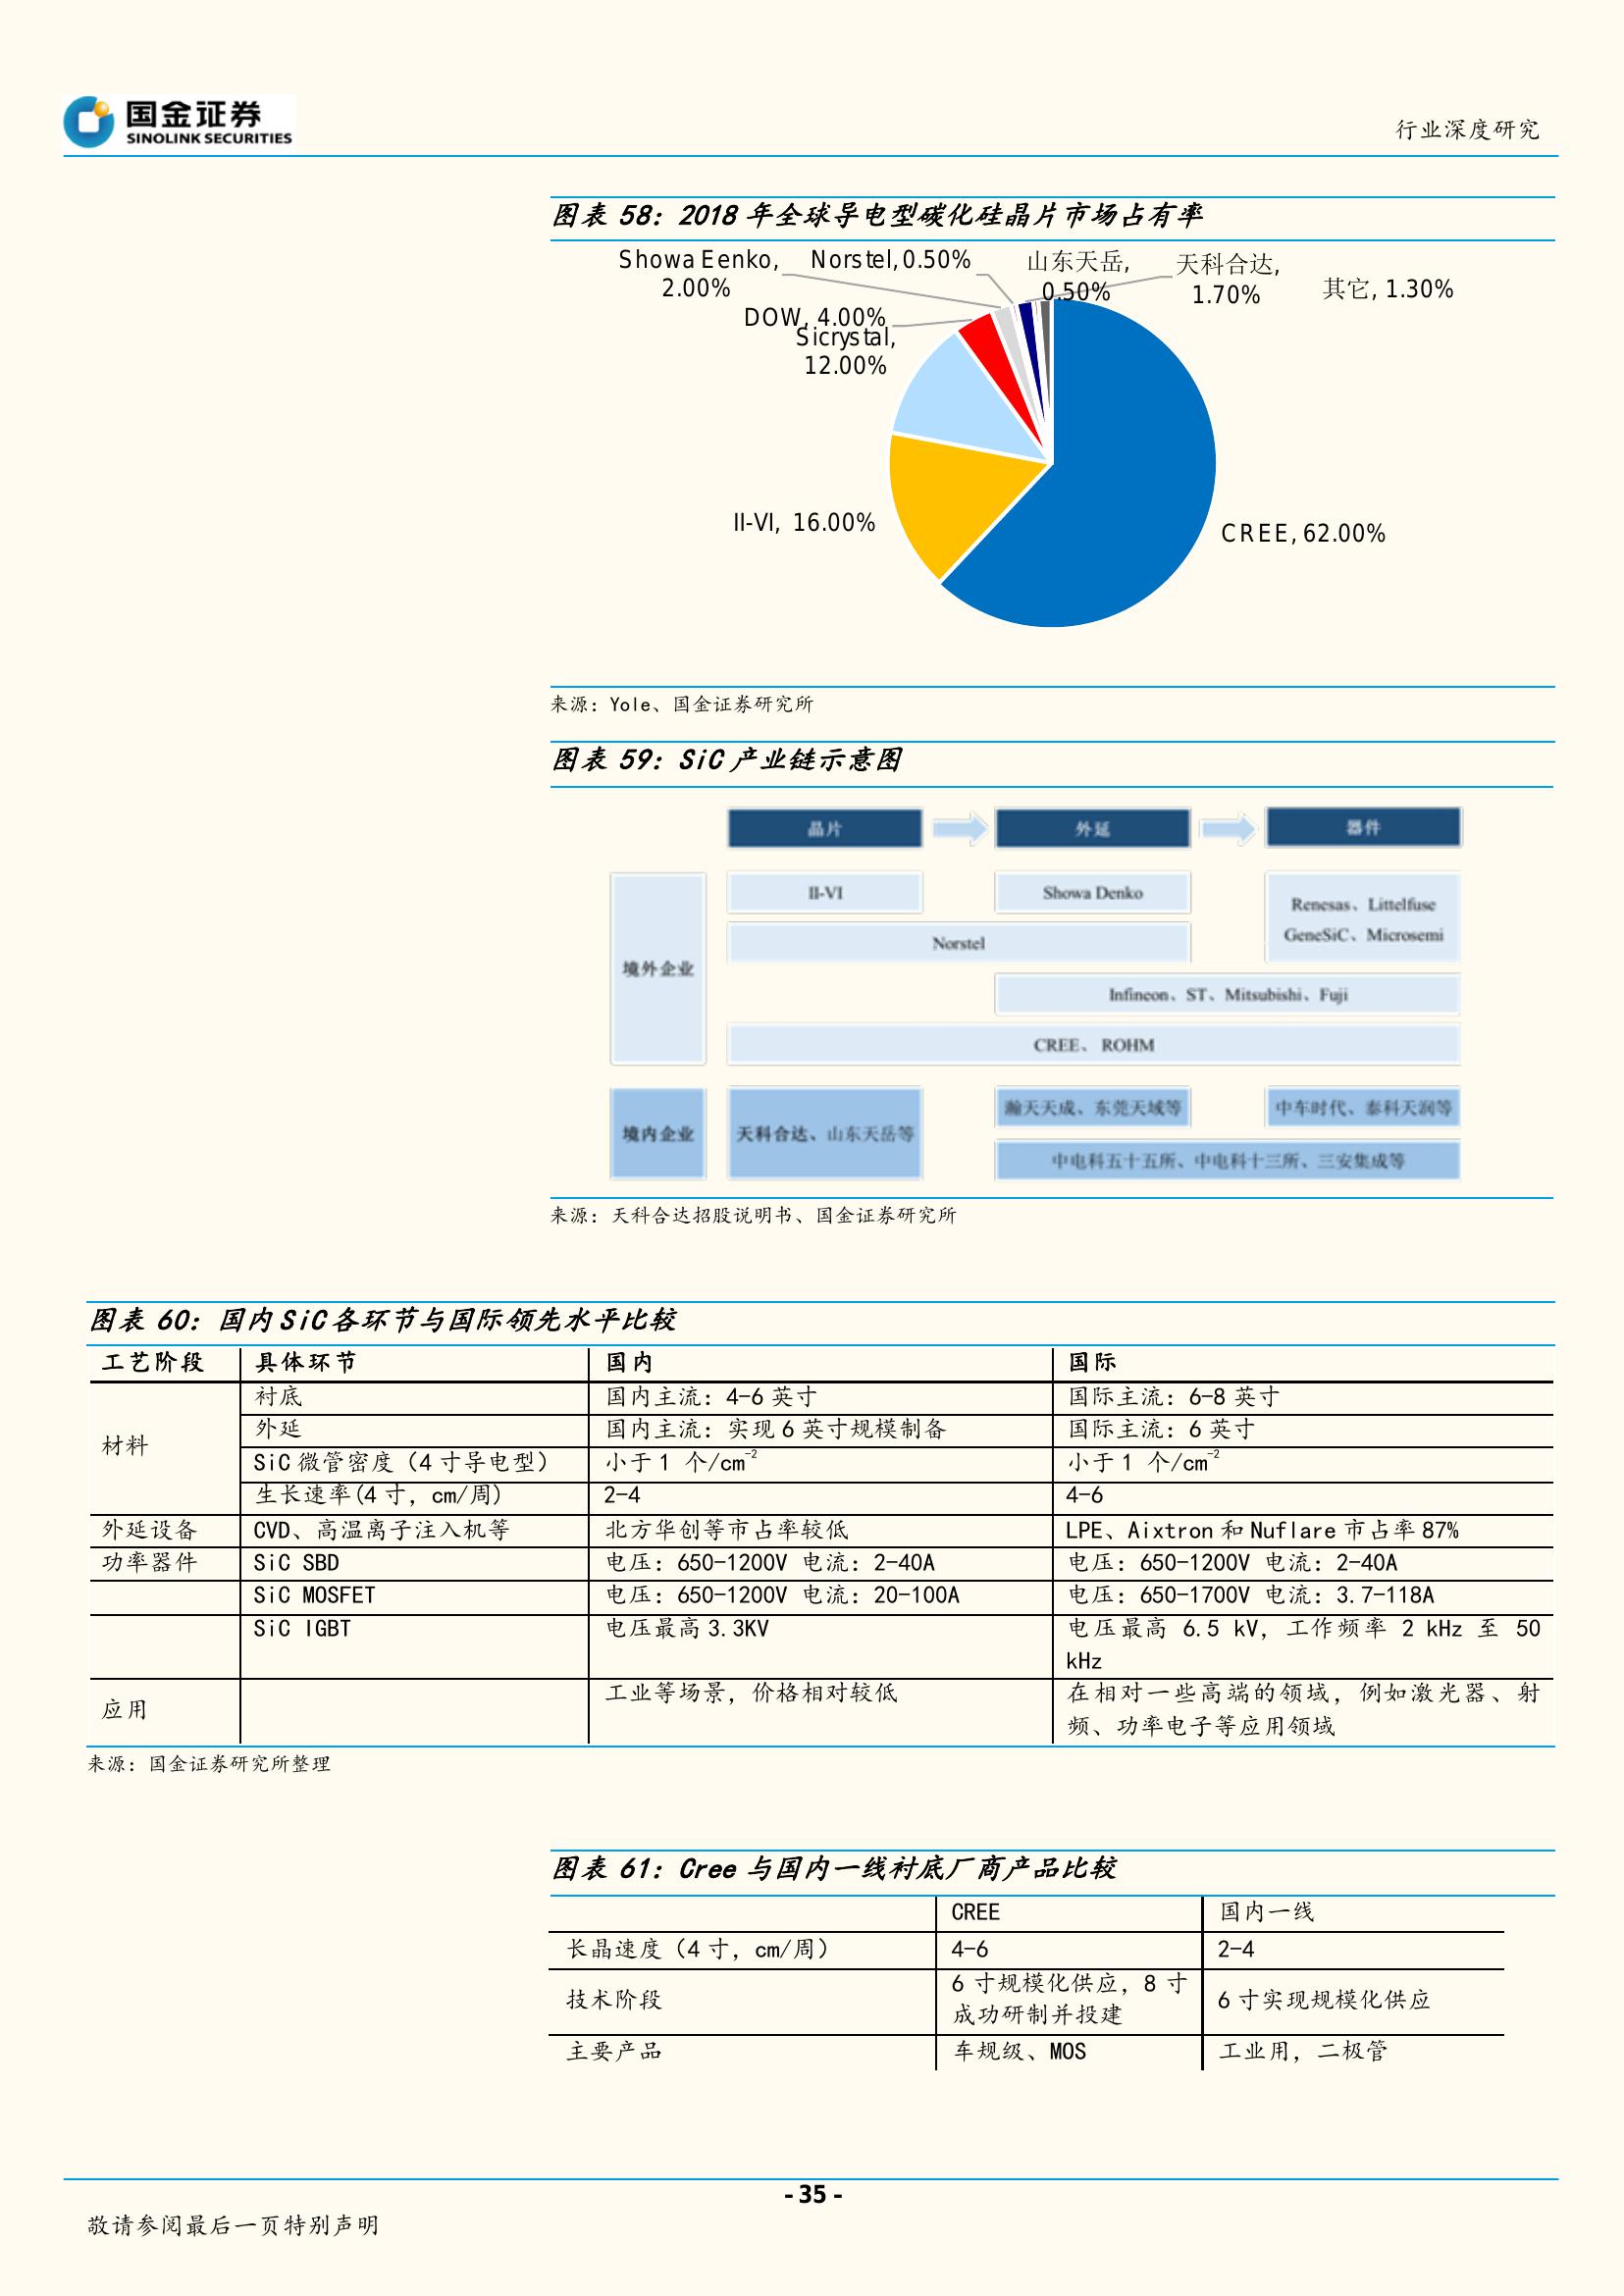 国金证券
SINOLINK SECURITIES
行业深度研究
图表 58：2018 年全球导电型碳化硅晶片市场占有率
Showa Eenko,
2.00%
Norstel, 0.50%
山东天岳,
0.50%
天科合达,
1.70%
其它, 1.30%
DOW, 4.00%
Sicrystal,
12.00%
II-VI, 16.00%
CREE, 62.00%
来源：Yole、国金证券研究所
图表 59：SiC 产业链示意图
晶片 外延 器件
境外企业
II-VI
Showa Denko
Renesas、Littelfuse
GeneSiC、Microsemi
Norstel
Infineon、ST、Mitsubishi、Fuji
CREE、 ROHM
境内企业
天科合达、山东天岳等
瀚天天成、东莞天域等
中车时代、泰科天润等
中电科五十五所、中电科十三所、三安集成等
来源：天科合达招股说明书、国金证券研究所
图表 60：国内 SiC 各环节与国际领先水平比较
工艺阶段 具体环节 国内 国际
材料
衬底 国内主流：4-6 英寸 国际主流：6-8 英寸
外延 国内主流：实现 6 英寸规模制备 国际主流：6 英寸
SiC 微管密度（4 寸导电型） 小于 1 个/cm⁻² 小于 1 个/cm⁻²
生长速率(4 寸，cm/周) 2-4 4-6
外延设备 CVD、高温离子注入机等 北方华创等市占率较低 LPE、Aixtron 和 Nuflare 市占率 87%
功率器件 SiC SBD 电压：650-1200V 电流：2-40A 电压：650-1200V 电流：2-40A
SiC MOSFET 电压：650-1200V 电流：20-100A 电压：650-1700V 电流：3.7-118A
SiC IGBT 电压最高 3.3KV 电压最高 6.5 kV，工作频率 2 kHz 至 50
kHz
应用 工业等场景，价格相对较低 在相对一些高端的领域，例如激光器、射
频、功率电子等应用领域
来源：国金证券研究所整理
图表 61：Cree 与国内一线衬底厂商产品比较
CREE 国内一线
长晶速度（4 寸，cm/周） 4-6 2-4
技术阶段 6 寸规模化供应，8 寸
成功研制并投建
6 寸实现规模化供应
主要产品 车规级、MOS 工业用，二极管
- 35 -
敬请参阅最后一页特别声明